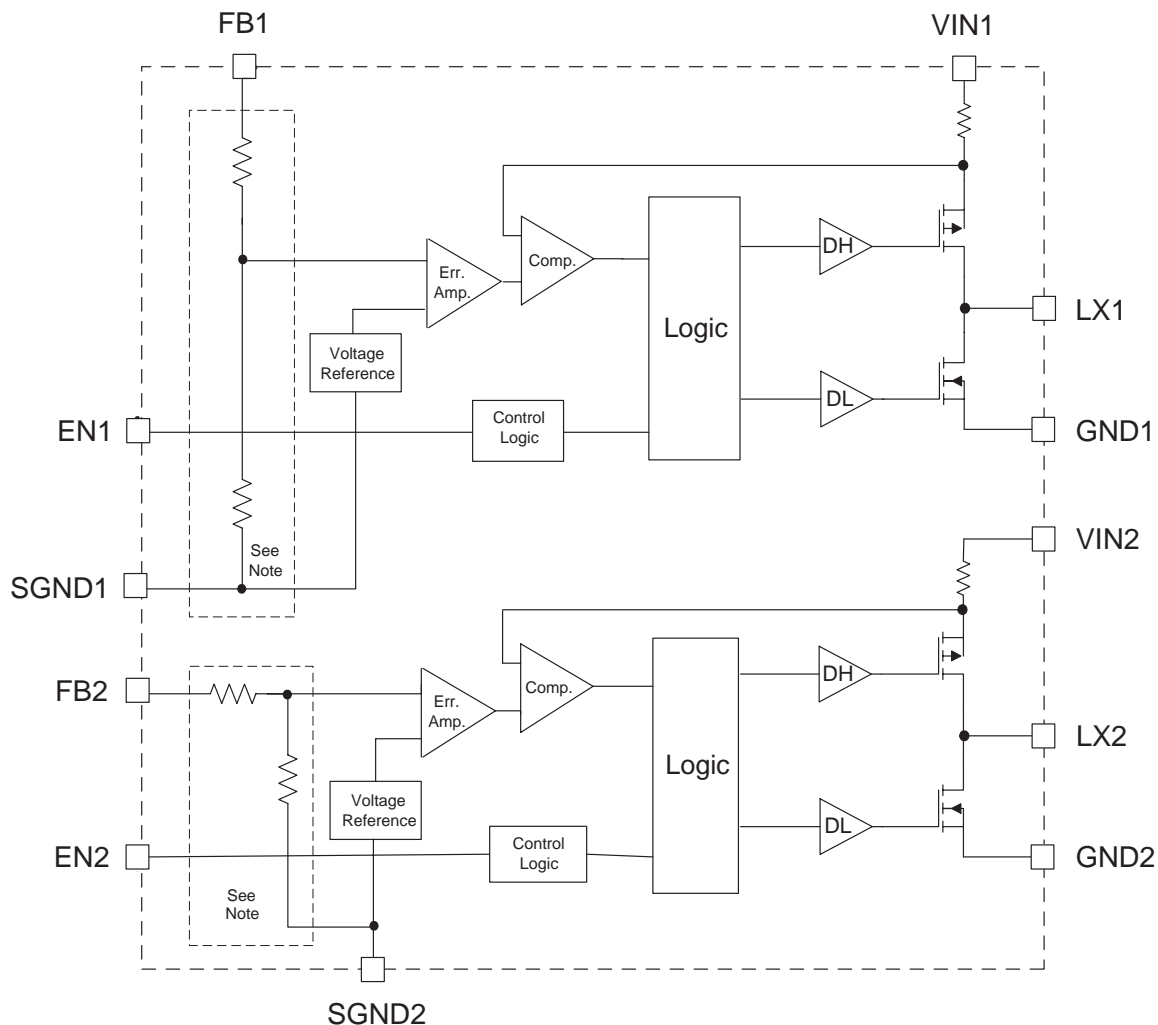 FB1
VIN1
Err.
Amp.
Comp.
DH
Logic
LX1
Voltage
Reference
DL
EN1
Control
Logic
GND1
See
Note
SGND1
VIN2
FB2
Err.
Amp.
Comp.
DH
Logic
LX2
Voltage
Reference
DL
EN2
Control
Logic
GND2
See
Note
SGND2